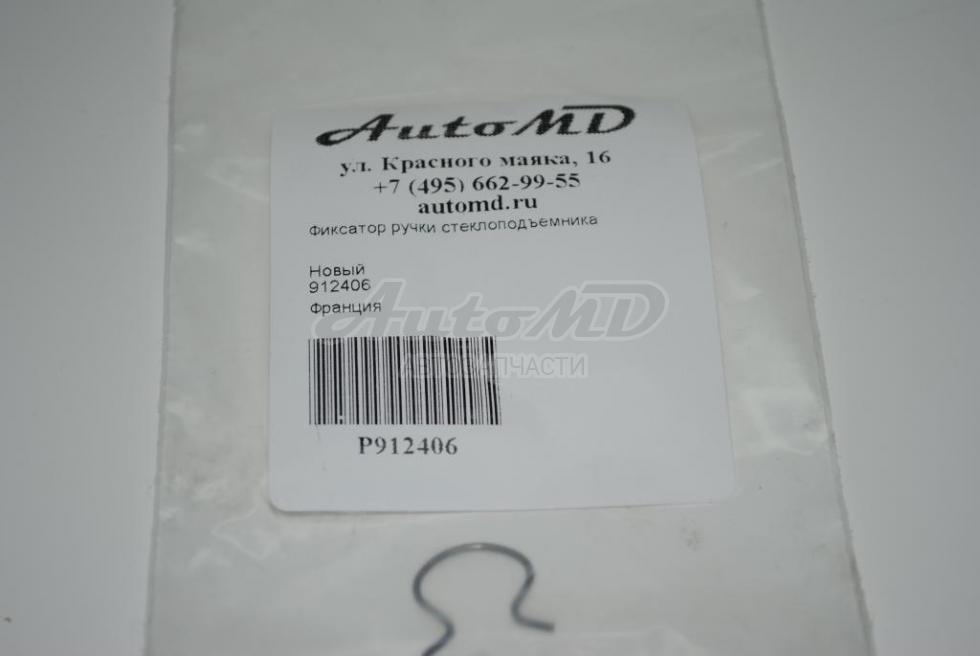 AutoMD
ул. Красного маяка, 16
+7 (495) 662-99-55
automd.ru
Фиксатор ручки стеклоподъемника
Новый
912406
Франция
AutoMD
АВТОЗАПЧАСТИ
P912406